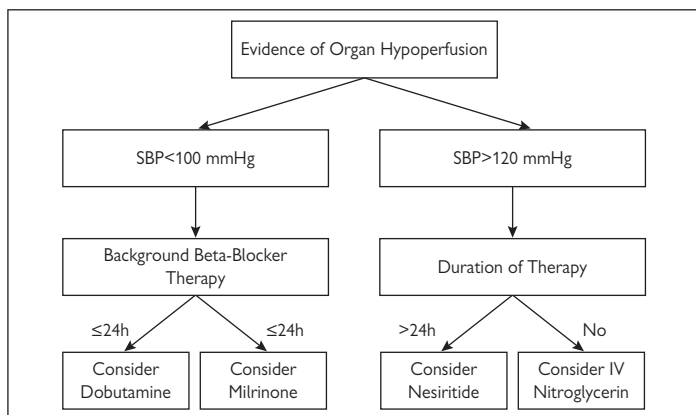 Evidence of Organ Hypoperfusion
SBP<100 mmHg
SBP>120 mmHg
Background Beta-Blocker
Therapy
Duration of Therapy
≤24h
≤24h
>24h
No
Consider
Dobutamine
Consider
Milrinone
Consider
Nesiritide
Consider IV
Nitroglycerin